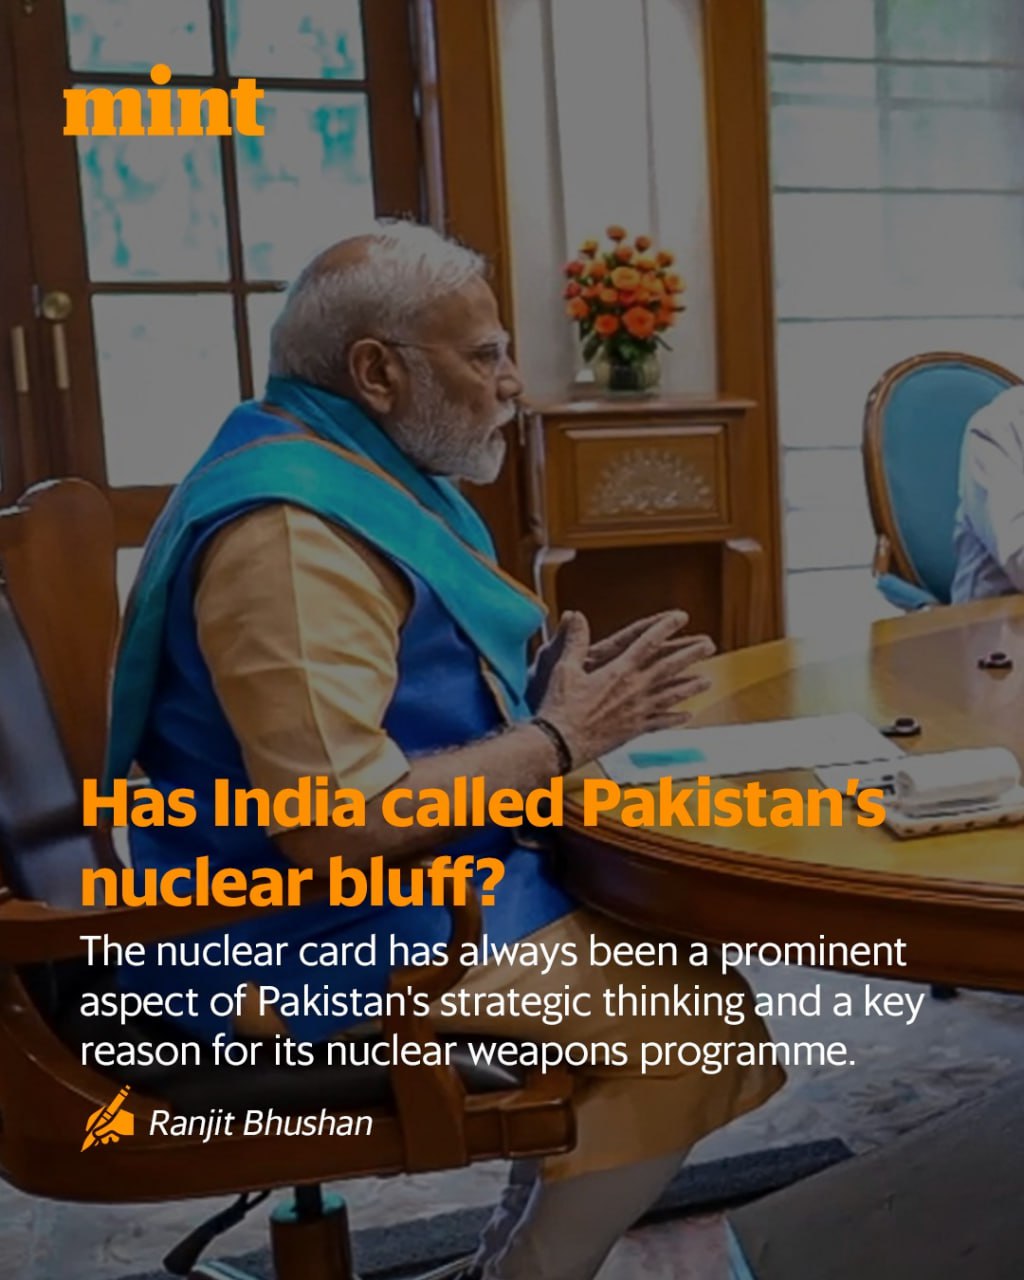 mint
Has India called Pakistan's
nuclear bluff?
The nuclear card has always been a prominent
aspect of Pakistan's strategic thinking and a key
reason for its nuclear weapons programme.
Ranjit Bhushan